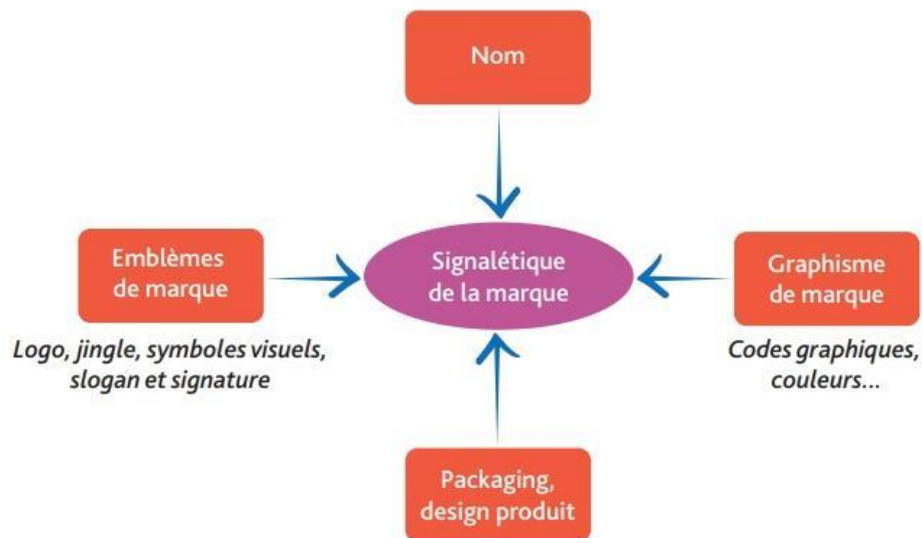 Nom
Emblèmes
de marque
Logo, jingle, symboles visuels,
slogan et signature
Signalétique
de la marque
Graphisme
de marque
Codes graphiques,
couleurs...
Packaging,
design produit